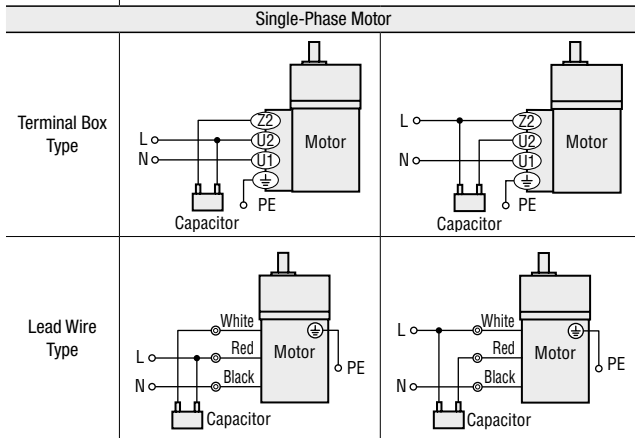 Single-Phase Motor
Terminal Box
Type
Z2
L
U2
Motor
N
U1
PE
Capacitor
Z2
L
U2
Motor
N
U1
PE
Capacitor
Lead Wire
Type
White
L
Red
Motor
PE
N
Black
Capacitor
L
White
Red
Motor
PE
N
Black
Capacitor